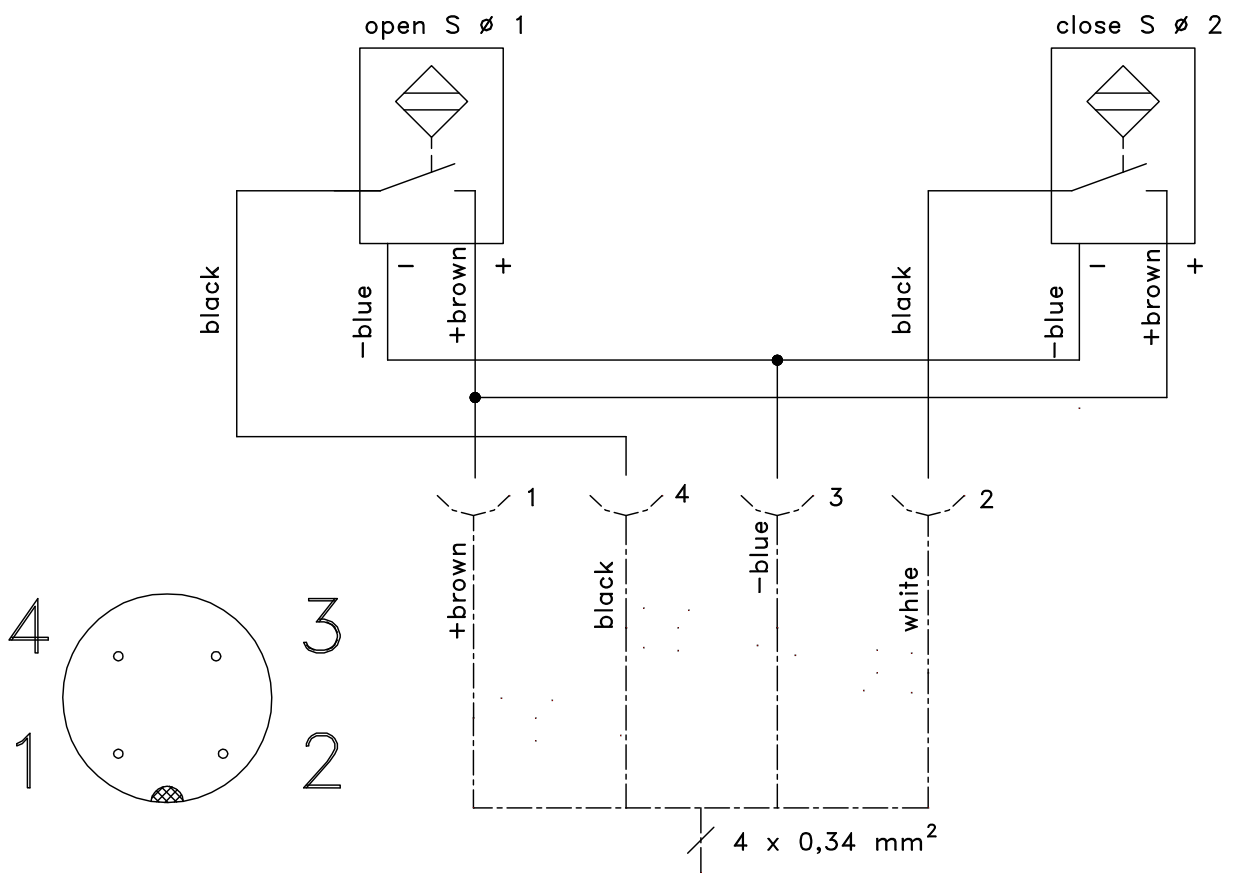 open S ø 1
close S ø 2
- +
- +
black
-blue
+brown
black
-blue
+brown
1
4
3
2
+brown
black
-blue
white
4
3
1
2
4 x 0,34 mm²